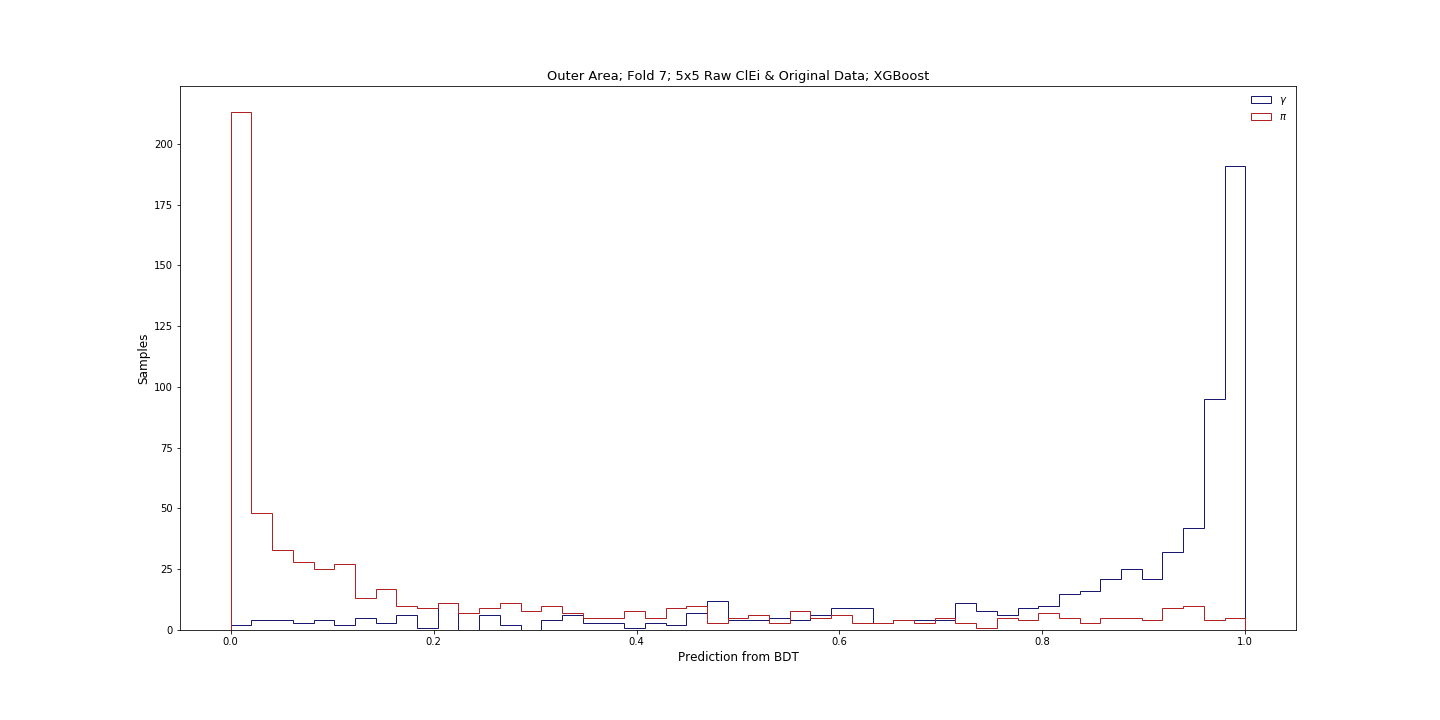 Outer Area; Fold 7; 5x5 Raw ClEi & Original Data; XGBoost
γ
π
200
175
150
125
100
75
50
25
0
Samples
0.0 0.2 0.4 0.6 0.8 1.0
Prediction from BDT